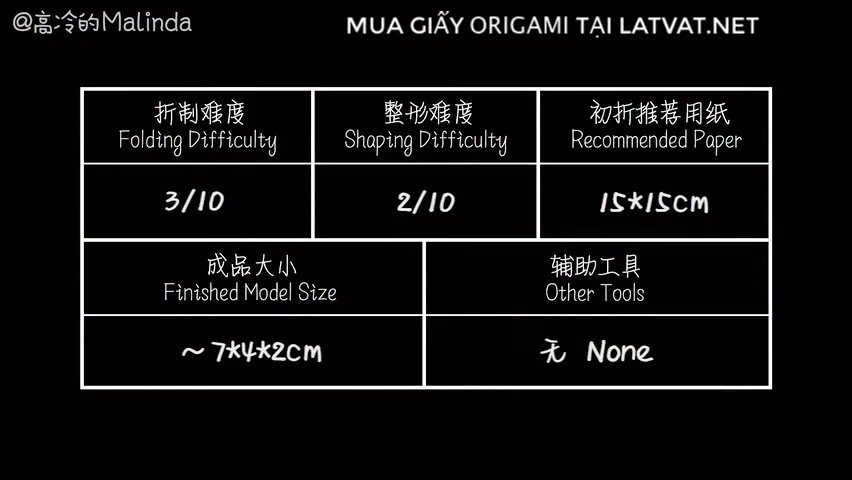 @高冷的Malinda
MUA GIẤY ORIGAMI TẠI LATVAT.NET
折制难度
Folding Difficulty
整形难度
Shaping Difficulty
初折推荐用纸
Recommended Paper
3/10
2/10
15*15cm
成品大小
Finished Model Size
辅助工具
Other Tools
~7*4*2cm
无 None